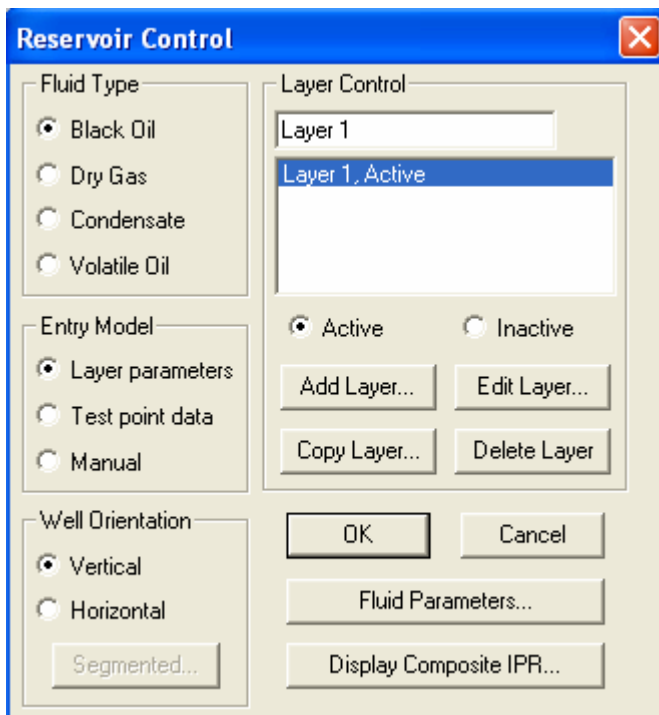 Reservoir Control
Fluid Type
Black Oil
Dry Gas
Condensate
Volatile Oil
Entry Model
Layer parameters
Test point data
Manual
Well Orientation
Vertical
Horizontal
Segmented...
Layer Control
Layer 1
Layer 1, Active
Active Inactive
Add Layer... Edit Layer...
Copy Layer... Delete Layer
OK Cancel
Fluid Parameters...
Display Composite IPR...